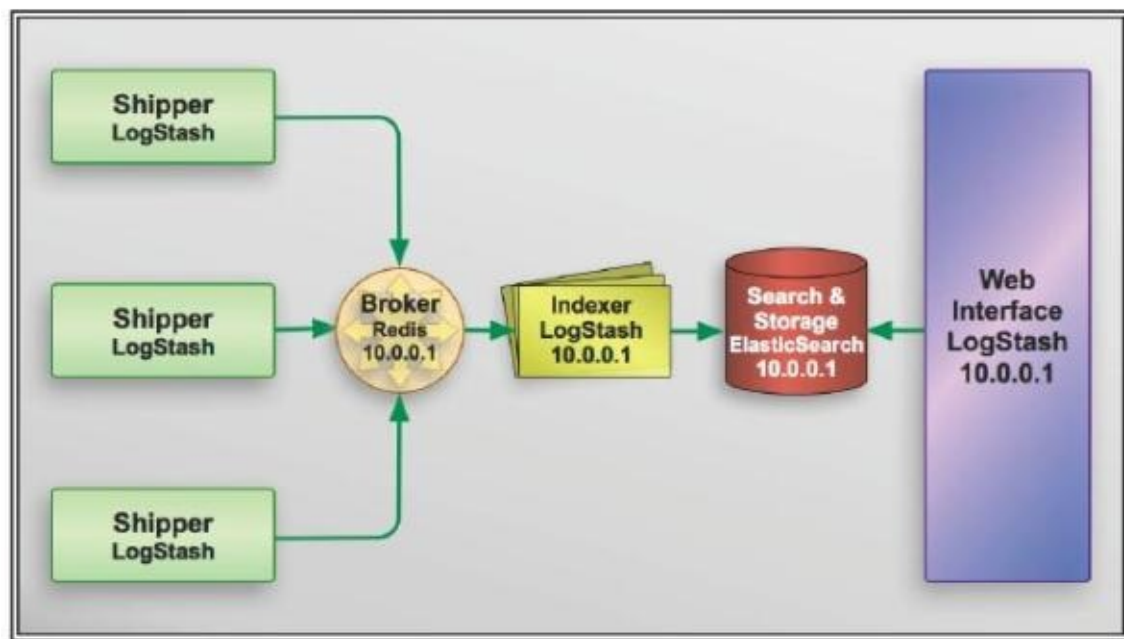 Shipper
LogStash
Shipper
LogStash
Shipper
LogStash
Broker
Redis
10.0.0.1
Indexer
LogStash
10.0.0.1
Search &
Storage
ElasticSearch
10.0.0.1
Web
Interface
LogStash
10.0.0.1